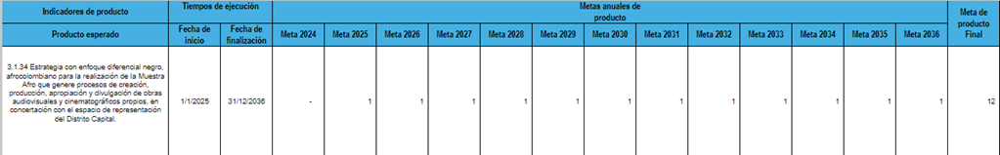 Indicadores de producto
Tiempos de ejecución
Metas anuales de
producto
Meta de
producto
Final
Producto esperado
Fecha de
inicio
Fecha de
finalización
Meta 2024
Meta 2025
Meta 2026
Meta 2027
Meta 2028
Meta 2029
Meta 2030
Meta 2031
Meta 2032
Meta 2033
Meta 2034
Meta 2035
Meta 2036
3.1.34 Estrategia con enfoque diferencial negro,
afrocolombiano para la realización de la Muestra
Afro que genere procesos de creación,
producción, apropiación y divulgación de obras
audiovisuales y cinematográficos propios, en
concertación con el espacio de representación
del Distrito Capital.
1/1/2025
31/12/2036
-
1
1
1
1
1
1
1
1
1
1
1
1
12